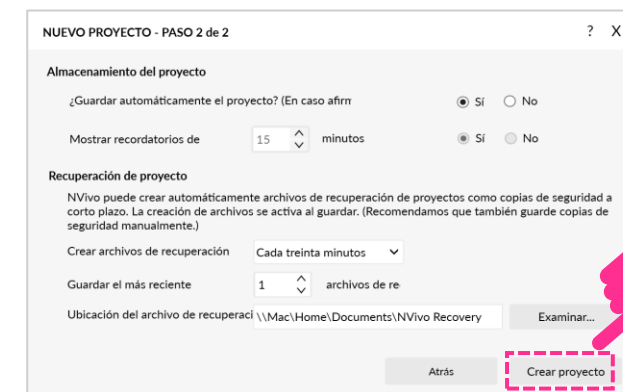 NUEVO PROYECTO - PASO 2 de 2 ? X
Almacenamiento del proyecto
¿Guardar automáticamente el proyecto? (En caso afirm Sí No
Mostrar recordatorios de 15 minutos Sí No
Recuperación de proyecto
NVivo puede crear automáticamente archivos de recuperación de proyectos como copias de seguridad a
corto plazo. La creación de archivos se activa al guardar. (Recomendamos que también guarde copias de
seguridad manualmente.)
Crear archivos de recuperación Cada treinta minutos
Guardar el más reciente 1 archivos de re
Ubicación del archivo de recuperaci \\Mac\Home\Documents\NVivo Recovery Examinar...
Atrás Crear proyecto